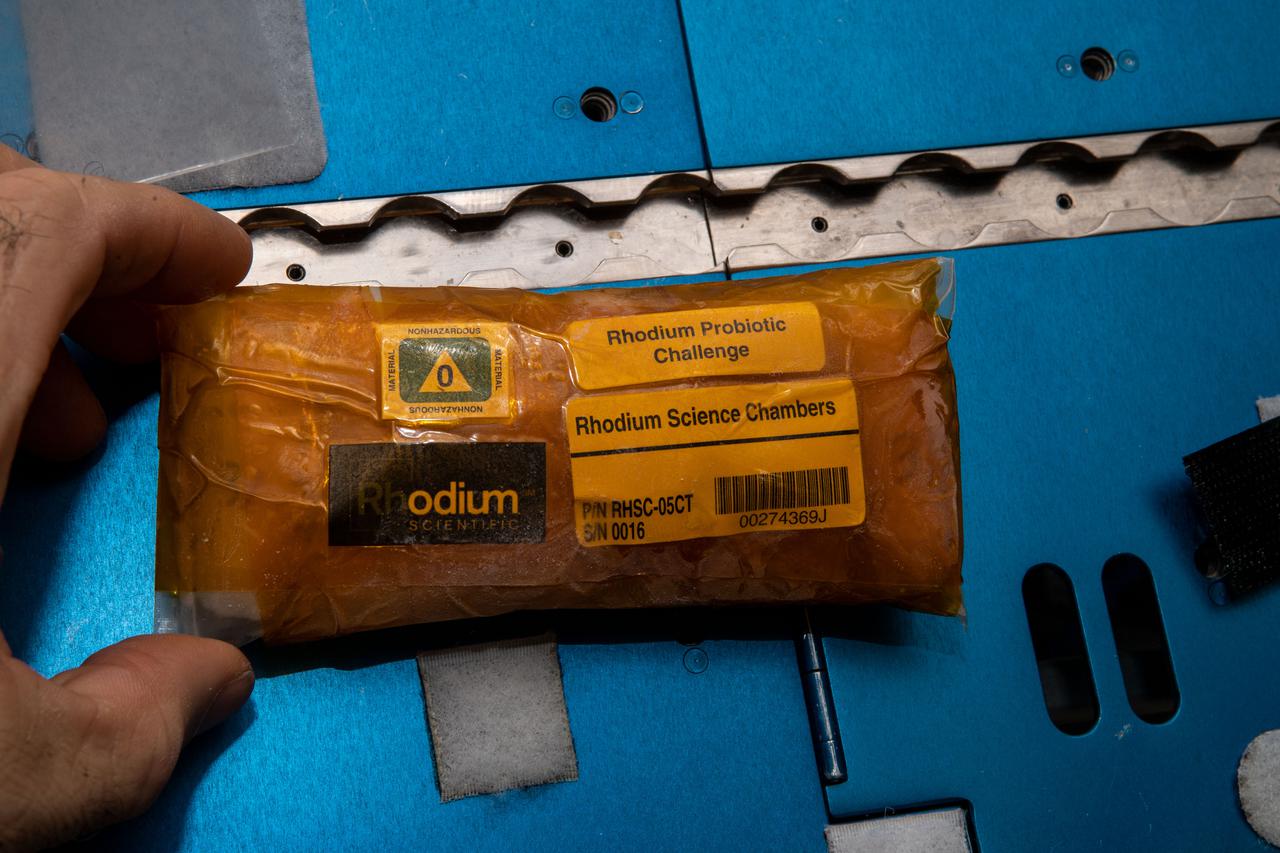 NONHAZARDOUS
MATERIAL
0
MATERIAL
NONHAZARDOUS
Rhodium Probiotic
Challenge
Rhodium Science Chambers
P/N RHSC-05CT
S/N 0016
00274369J
Rhodium
SCIENTIFIC